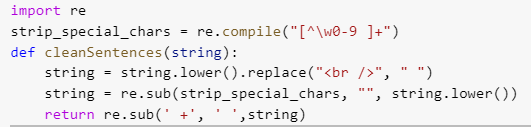 import re
strip_special_chars = re.compile("[^\w0-9 ]+")
def cleanSentences(string):
    string = string.lower().replace("<br />", " ")
    string = re.sub(strip_special_chars, "", string.lower())
    return re.sub(' +', ' ',string)